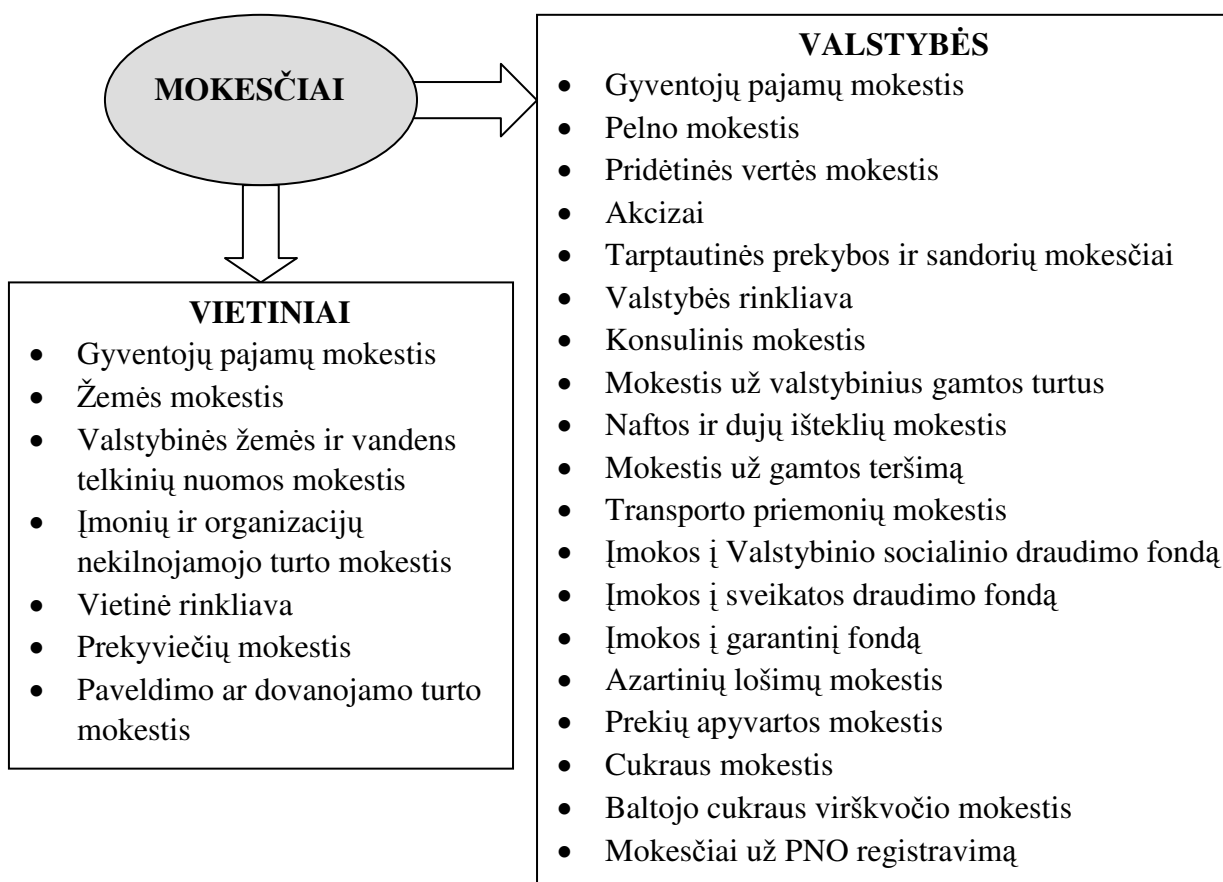 MOKESČIAI
VIETINIAI
• Gyventojų pajamų mokestis
• Žemės mokestis
• Valstybinės žemės ir vandens
telkinių nuomos mokestis
• Įmonių ir organizacijų
nekilnojamojo turto mokestis
• Vietinė rinkliava
• Prekyviečių mokestis
• Paveldimo ar dovanojamo turto
mokestis
VALSTYBĖS
• Gyventojų pajamų mokestis
• Pelno mokestis
• Pridėtinės vertės mokestis
• Akcizai
• Tarptautinės prekybos ir sandorių mokesčiai
• Valstybės rinkliava
• Konsulinis mokestis
• Mokestis už valstybinius gamtos turtus
• Naftos ir dujų išteklių mokestis
• Mokestis už gamtos teršimą
• Transporto priemonių mokestis
• Įmokos į Valstybinio socialinio draudimo fondą
• Įmokos į sveikatos draudimo fondą
• Įmokos į garantinį fondą
• Azartinių lošimų mokestis
• Prekių apyvartos mokestis
• Cukraus mokestis
• Baltojo cukraus virškvočio mokestis
• Mokesčiai už PNO registravimą